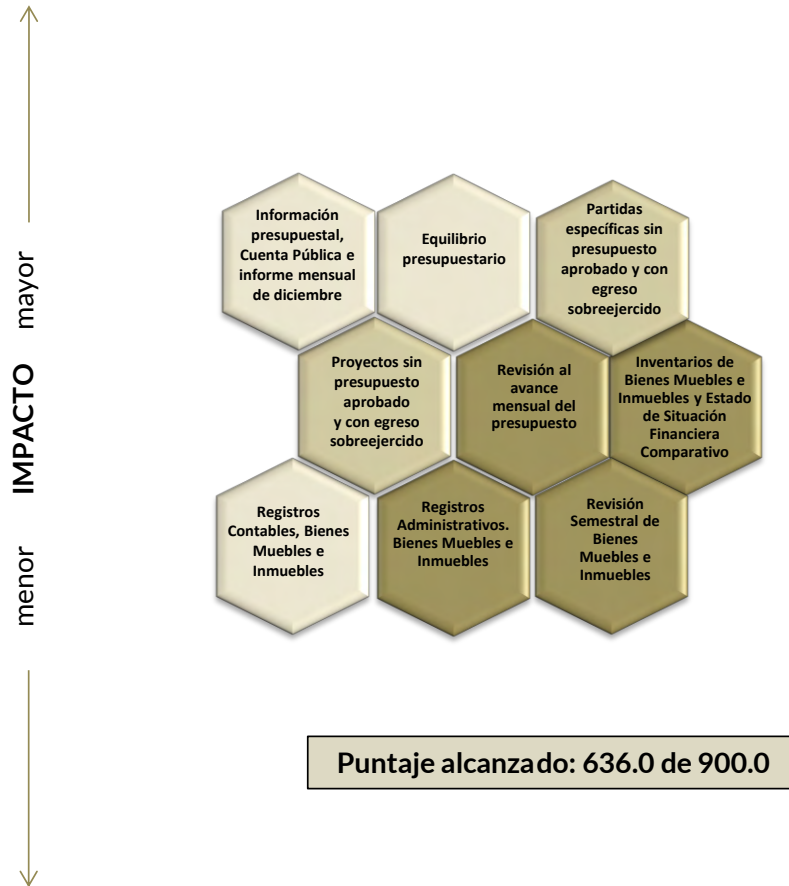 mayor
IMPACTO
menor
Información
presupuestal,
Cuenta Pública e
informe mensual
de diciembre
Equilibrio
presupuestario
Partidas
específicas sin
presupuesto
aprobado y con
egreso
sobreejercido
Proyectos sin
presupuesto
aprobado
y con egreso
sobreejercido
Revisión al
avance
mensual del
presupuesto
Inventarios de
Bienes Muebles e
Inmuebles y Estado
de Situación
Financiera
Comparativo
Registros
Contables, Bienes
Muebles e
Inmuebles
Registros
Administrativos.
Bienes Muebles e
Inmuebles
Revisión
Semestral de
Bienes
Muebles e
Inmuebles
Puntaje alcanzado: 636.0 de 900.0